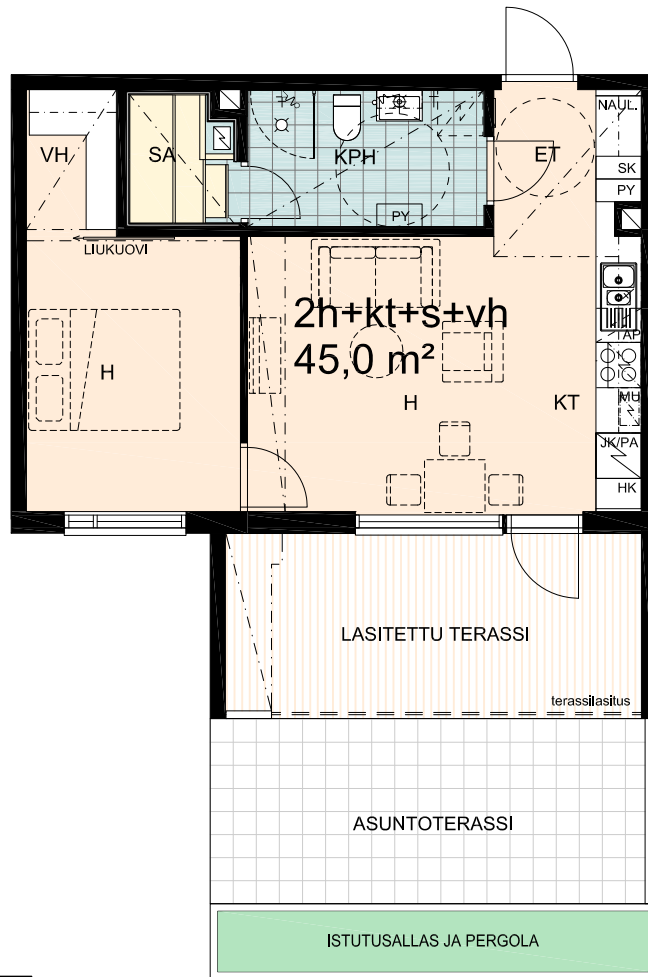 NAUL.
VH
SA
KPH
ET
SK
PY
PY
LIUKUOVI
2h+kt+s+vh
45,0 m²
AP
H
H
KT
MU
JK/PA
HK
LASITETTU TERASSI
terassilasitus
ASUNTOTERASSI
ISTUTUSALLAS JA PERGOLA